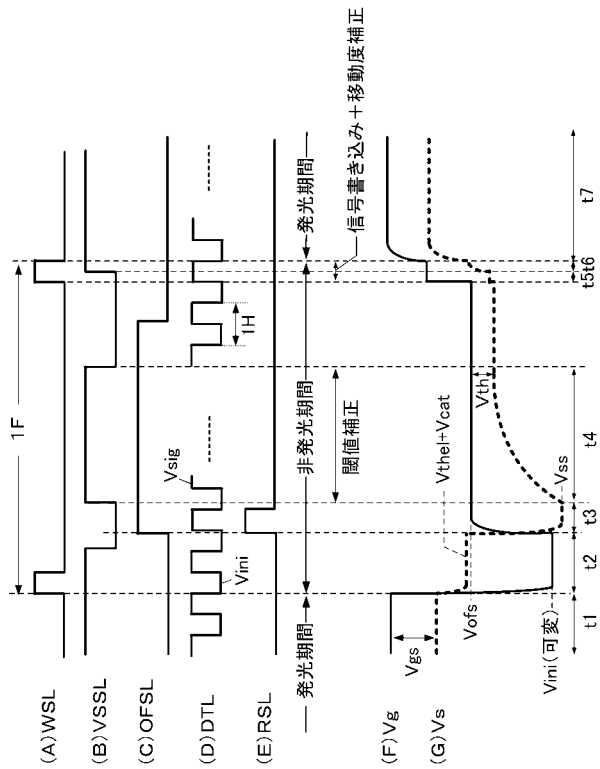 1F
(A)WSL
(B)VSSL
(C)OFSL
(D)DTL
Vini
Vsig
1H
(E)RSL
発光期間
非発光期間
発光期間
閾値補正
信号書き込み＋移動度補正
(F)Vg
(G)Vs
Vgs
Vofs
Vthel+Vcat
Vth
Vss
Vini(可変)
t1
t2
t3
t4
t5
t6
t7